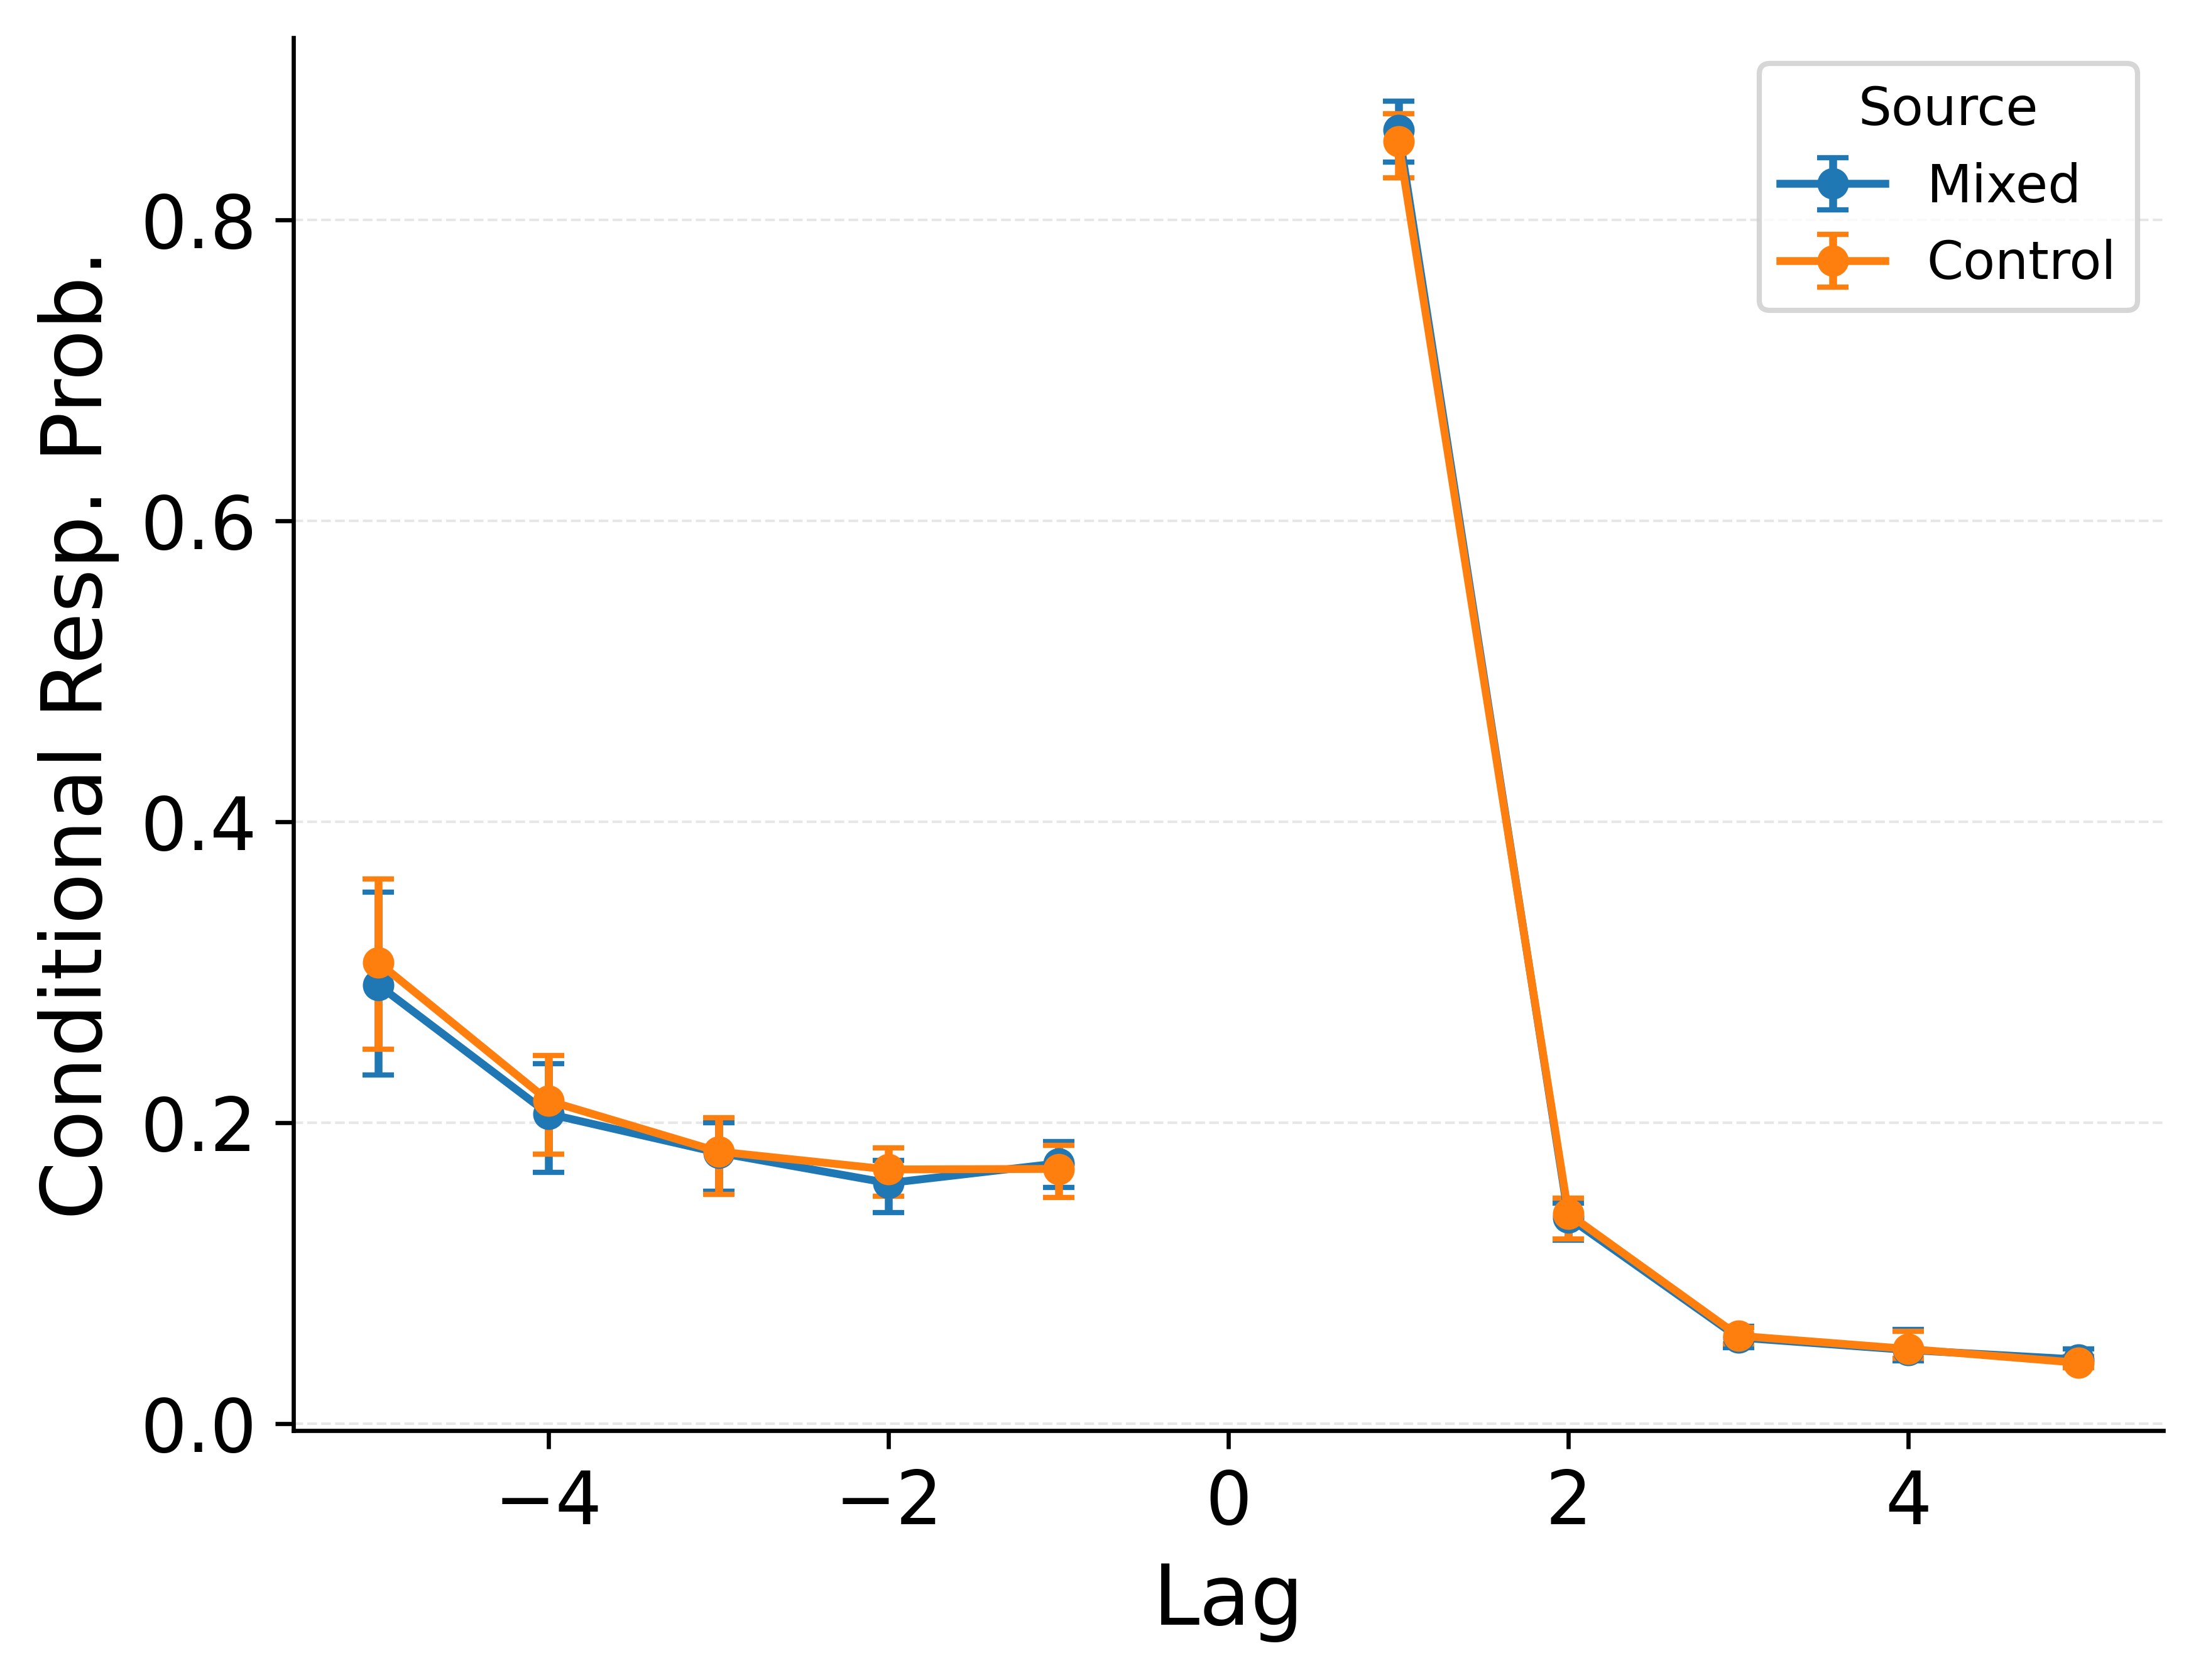 Source
Mixed
Control
Conditional Resp. Prob.
0.8
0.6
0.4
0.2
0.0
−4 −2 0 2 4
Lag